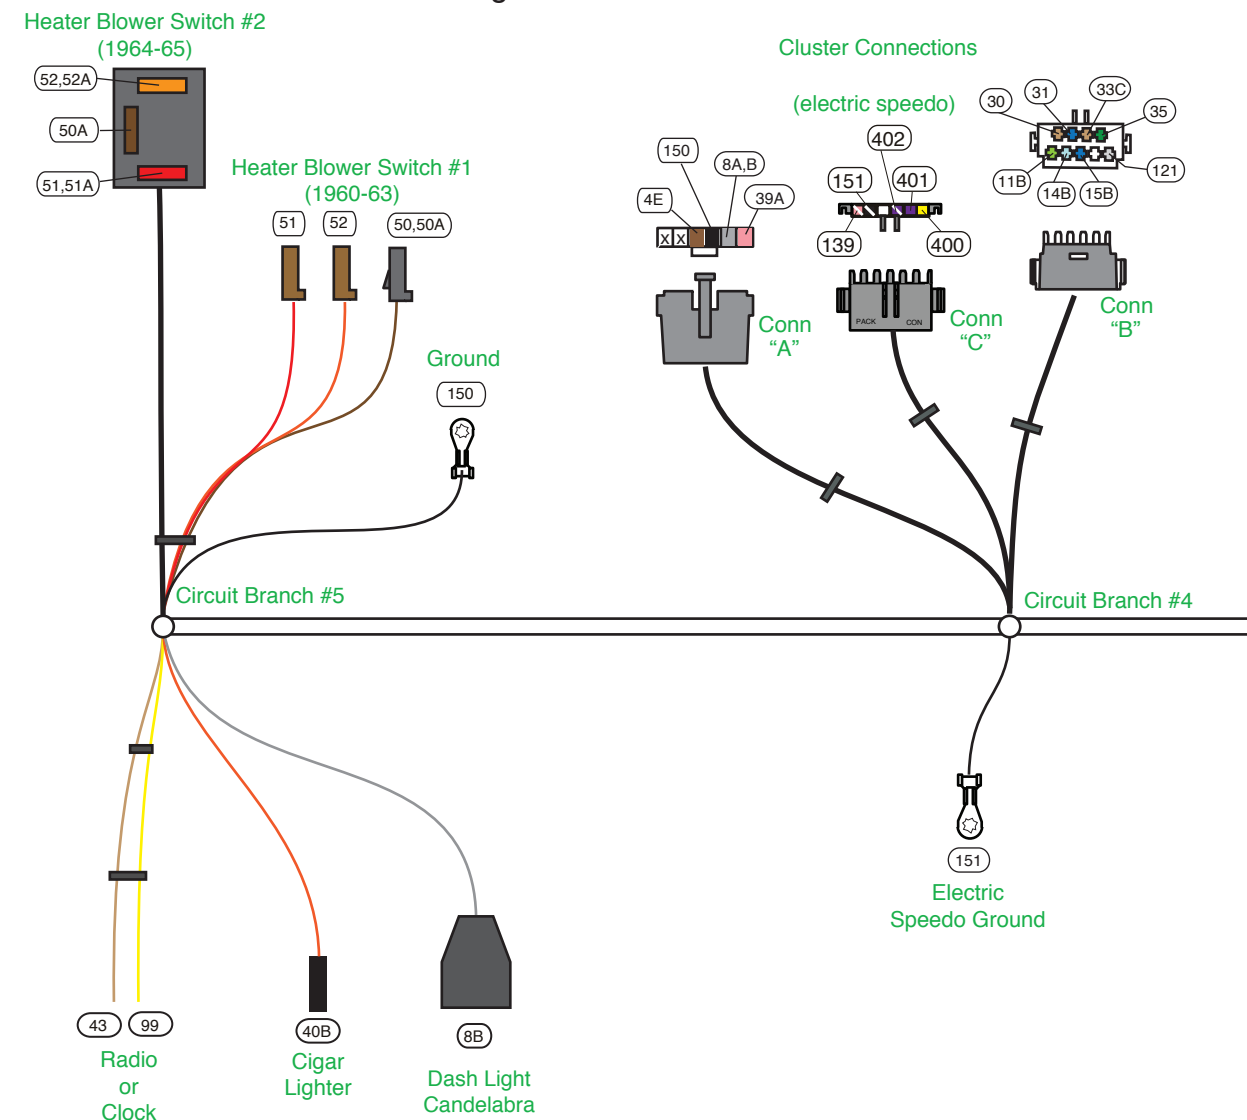 Heater Blower Switch #2
(1964-65)
52,52A
50A
51,51A
Heater Blower Switch #1
(1960-63)
51
52
50,50A
Ground
150
Circuit Branch #5
Cluster Connections
(electric speedo)
150
8A,B
4E
39A
X X
Conn
“A”
402
151
401
139
400
PACK
CON
Conn
“C”
30
31
33C
35
11B
14B
15B
121
Conn
“B”
Circuit Branch #4
151
Electric
Speedo Ground
43
99
Radio
or
Clock
40B
Cigar
Lighter
8B
Dash Light
Candelabra